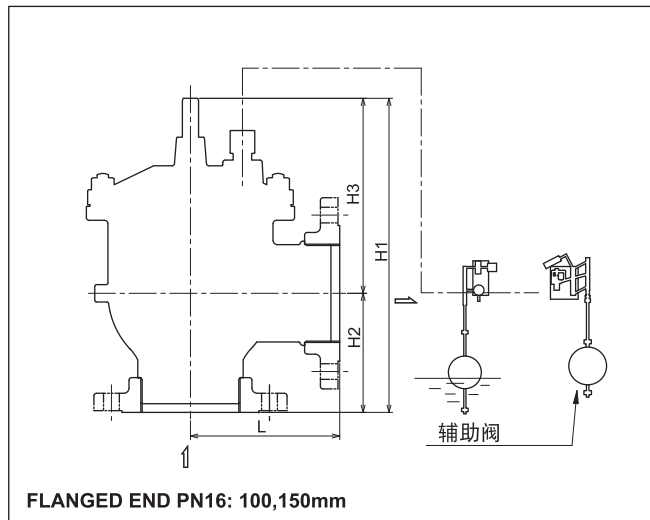 H3
H1
H2
L
辅助阀
FLANGED END PN16: 100,150mm